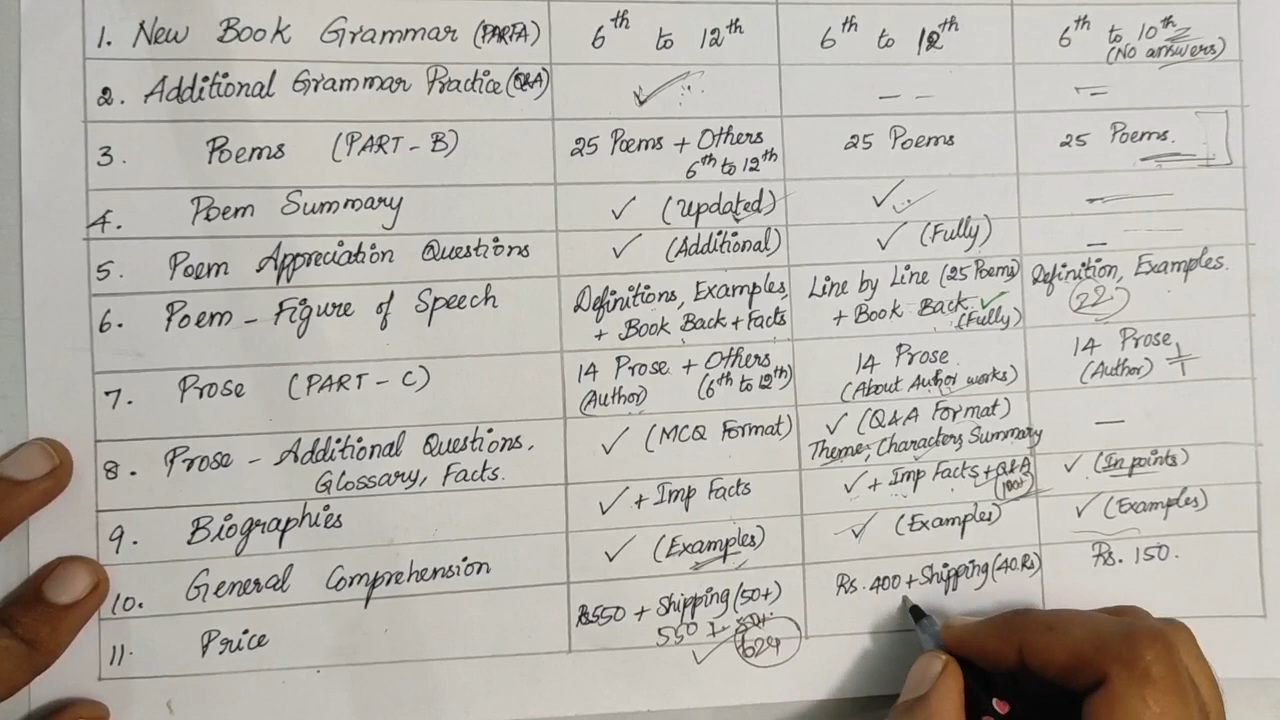 1. New Book Grammar (PART A)
6th to 12th
6th to 12th
6th to 10th
(No answers)
2. Additional Grammar Practice (Q&A)
✓
— —
—
3. Poems (PART - B)
25 Poems + Others
6th to 12th
25 Poems
25 Poems.
4. Poem Summary
✓ (Updated)
✓
—
5. Poem Appreciation Questions
✓ (Additional)
✓ (Fully)
—
6. Poem - Figure of Speech
Definitions, Examples,
+ Book Back + Facts
Line by Line (25 Poems)
+ Book Back ✓
(Fully)
Definition, Examples.
(22)
7. Prose (PART - C)
14 Prose + Others
(Author) (6th to 12th)
14 Prose
(About Author works)
14 Prose
(Author)
8. Prose - Additional Questions,
Glossary, Facts.
✓ (MCQ Format)
✓ (Q&A Format)
Theme, Characters Summary
—
9. Biographies
✓ + Imp Facts
✓ + Imp Facts + Q&A
✓ (In points)
10. General Comprehension
✓ (Examples)
✓ (Examples)
✓ (Examples)
11. Price
Rs550 + Shipping (50+)
550 +
✓ 624
Rs. 400 + Shipping (40.Rs)
Rs. 150.